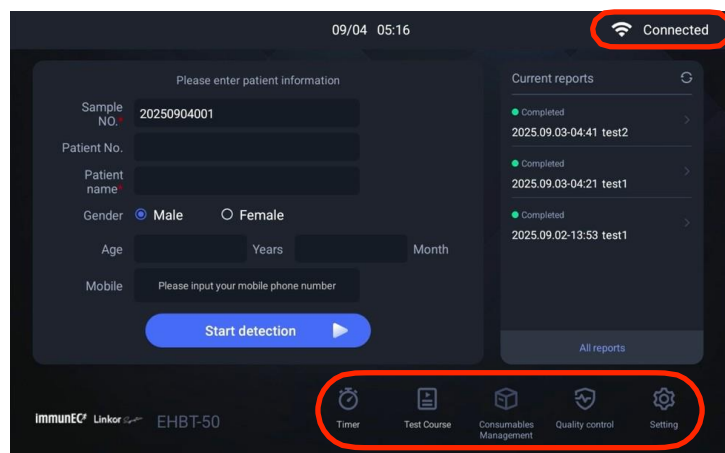 09/04 05:16
Connected
Please enter patient information
Sample NO.*
20250904001
Patient No.
Patient name*
Gender
Male
Female
Age
Years
Month
Mobile
Please input your mobile phone number
Start detection
Current reports
Completed
2025.09.03-04:41 test2
Completed
2025.09.03-04:21 test1
Completed
2025.09.02-13:53 test1
All reports
Linkor
EHBT-50
Timer
Test Course
Consumables
Management
Quality control
Setting